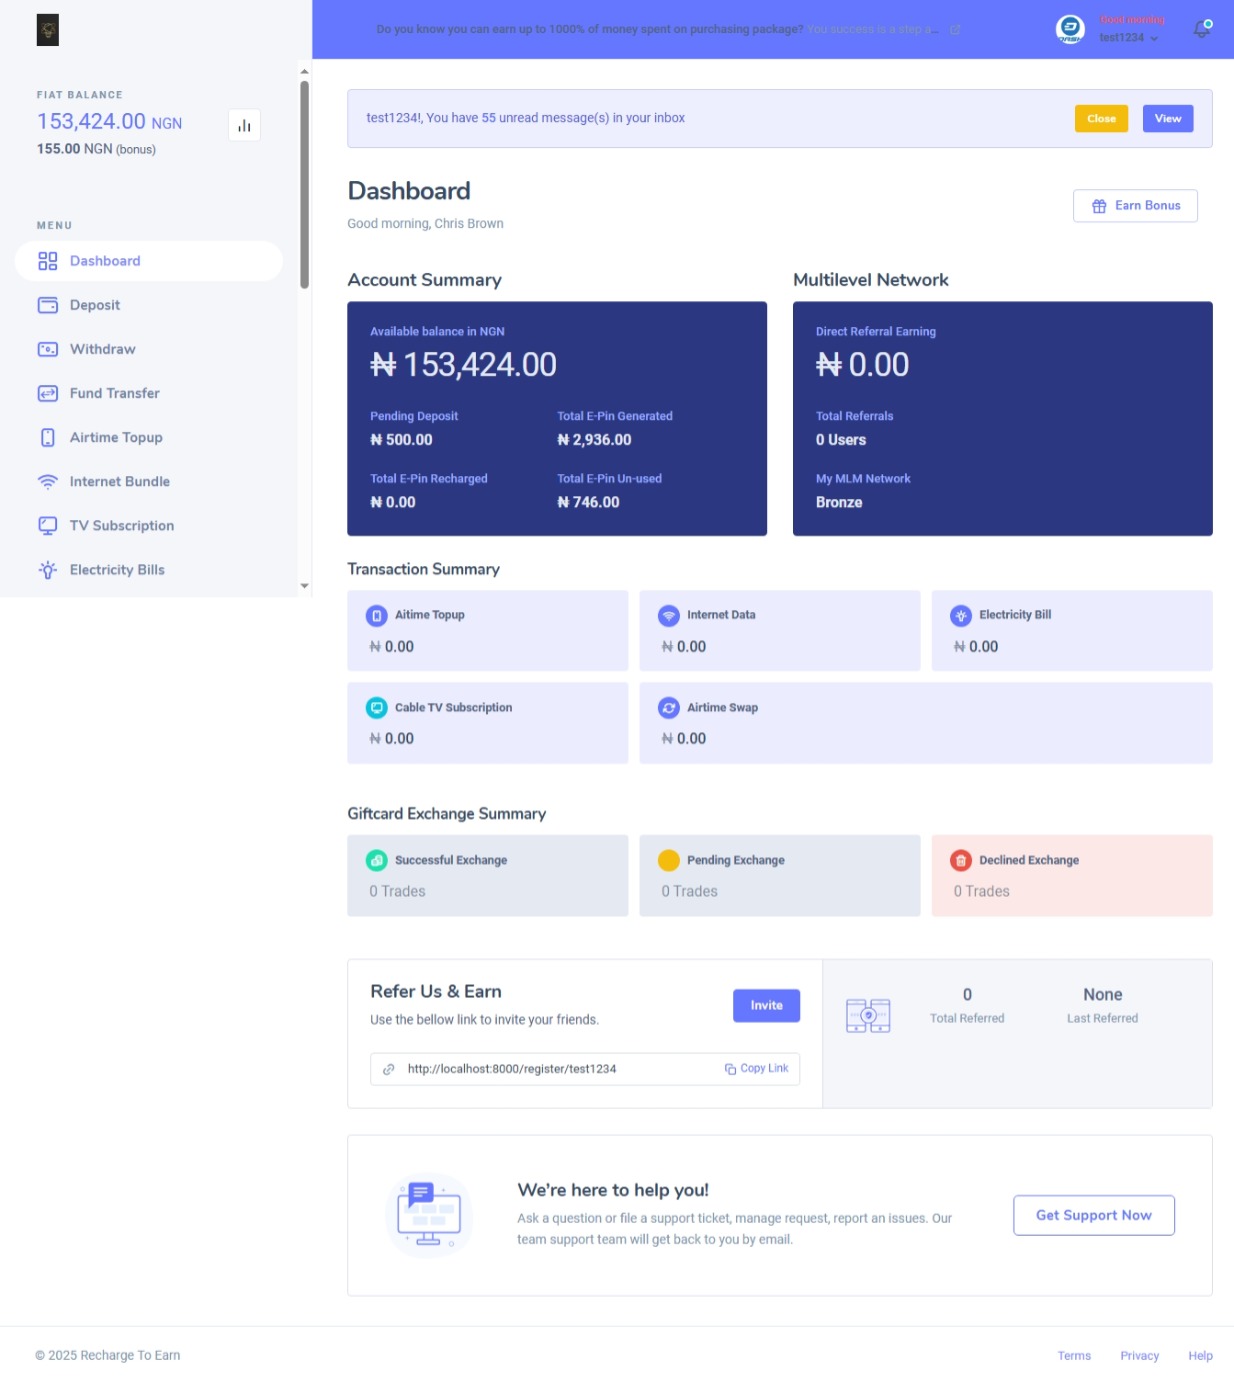 Do you know you can earn up to 1000% of money spent on purchasing package? You success is a step a...
Good morning
test1234
FIAT BALANCE
153,424.00 NGN
155.00 NGN (bonus)
MENU
Dashboard
Deposit
Withdraw
Fund Transfer
Airtime Topup
Internet Bundle
TV Subscription
Electricity Bills
test1234!, You have 55 unread message(s) in your inbox
Close
View
Dashboard
Good morning, Chris Brown
Earn Bonus
Account Summary
Available balance in NGN
₦ 153,424.00
Pending Deposit
₦ 500.00
Total E-Pin Generated
₦ 2,936.00
Total E-Pin Recharged
₦ 0.00
Total E-Pin Un-used
₦ 746.00
Multilevel Network
Direct Referral Earning
₦ 0.00
Total Referrals
0 Users
My MLM Network
Bronze
Transaction Summary
Aitime Topup
₦ 0.00
Internet Data
₦ 0.00
Electricity Bill
₦ 0.00
Cable TV Subscription
₦ 0.00
Airtime Swap
₦ 0.00
Giftcard Exchange Summary
Successful Exchange
0 Trades
Pending Exchange
0 Trades
Declined Exchange
0 Trades
Refer Us & Earn
Use the bellow link to invite your friends.
Invite
http://localhost:8000/register/test1234
Copy Link
0
Total Referred
None
Last Referred
We're here to help you!
Ask a question or file a support ticket, manage request, report an issues. Our
team support team will get back to you by email.
Get Support Now
© 2025 Recharge To Earn
Terms
Privacy
Help